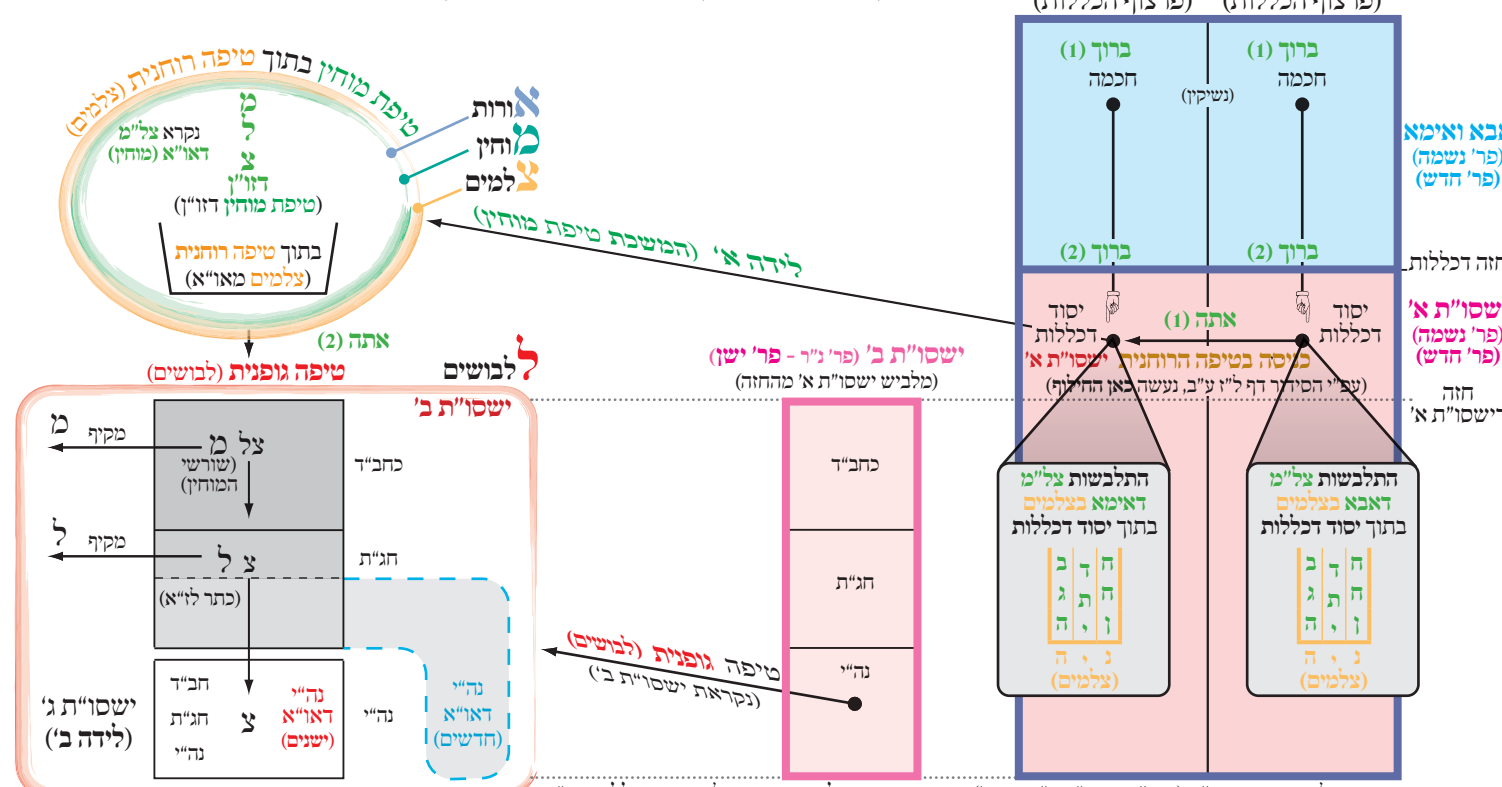 (פרצוף הכללות)
(פרצוף הכללות)
ברוך (1)
ברוך (1)
חכמה
חכמה
(נשיקין)
ברוך (2)
ברוך (2)
אבא ואימא
(פר' נשמה)
(פר' חדש)
חזה דכללות
ישסו"ת א'
(פר' נשמה)
(פר' חדש)
חזה
דישסו"ת א'
יסוד
דכללות
אתה (1)
יסוד
דכללות
כניסה בטיפה הרוחנית ישסו"ת א'
(עפ"י הסידור דף ל"ז ע"ב, נעשה כאן החילוף)
התלבשות צל"מ
דאבא בצלמים
בתוך יסוד דכללות
ח ד ב
ח ת ג
ן י ה
נ י ה
(צלמים)
התלבשות צל"מ
דאימא בצלמים
בתוך יסוד דכללות
ח ד ב
ח ת ג
ן י ה
נ י ה
(צלמים)
לידה א' (המשכת טיפת מוחין)
ישסו"ת ב' (פר' נ"ר - פר' ישן)
(מלביש ישסו"ת א' מהחזה)
כחב"ד
חג"ת
נה"י
טיפה גופנית (לבושים)
(נקראת ישסו"ת ב')
טיפת מוחין בתוך טיפה רוחנית (צלמים)
אורות
מוחין
צלמים
מ
ל
צ
נקרא צל"מ
דאו"א (מוחין)
דזו"ן
(טיפת מוחין דזו"ן)
בתוך טיפה רוחנית
(צלמים מאו"א)
אתה (2)
טיפה גופנית (לבושים)
לבושים
ישסו"ת ב'
מ
מקיף
צל מ
(שורשי
המוחין)
כחב"ד
ל
מקיף
צ ל
חג"ת
(כתר לז"א)
חב"ד
חג"ת
נה"י
צ
נה"י
דאו"א
(ישנים)
נה"י
נה"י
דאו"א
(חדשים)
ישסו"ת ג'
(לידה ב')